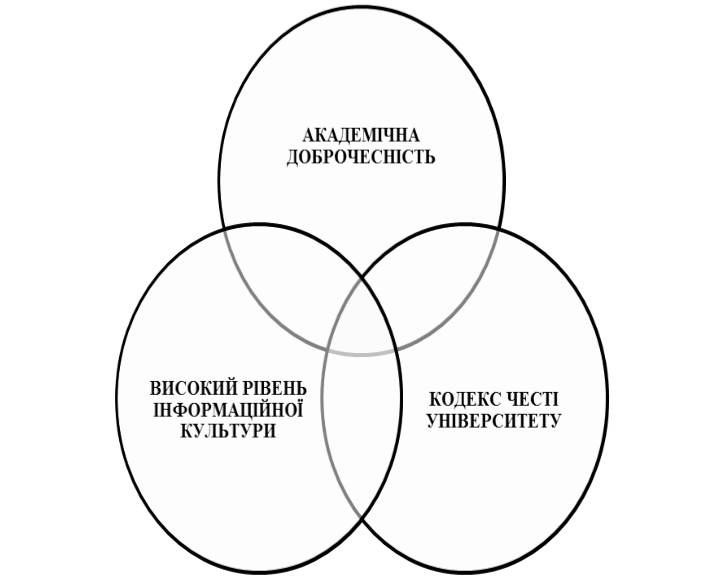 АКАДЕМІЧНА
ДОБРОЧЕСНІСТЬ
ВИСОКИЙ РІВЕНЬ
ІНФОРМАЦІЙНОЇ
КУЛЬТУРИ
КОДЕКС ЧЕСТІ
УНІВЕРСИТЕТУ